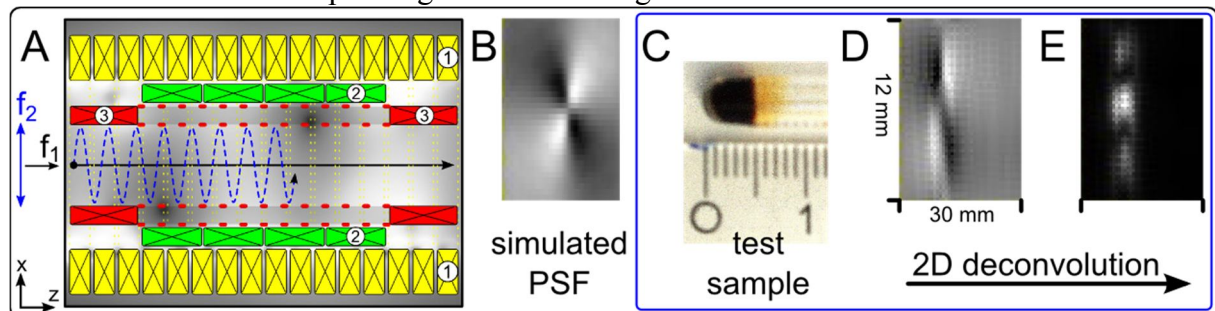 A
1
2
3
3
f₂
f₁
2
1
x
z
B
simulated
PSF
C
0
1
test
sample
D
12 mm
30 mm
E
2D deconvolution